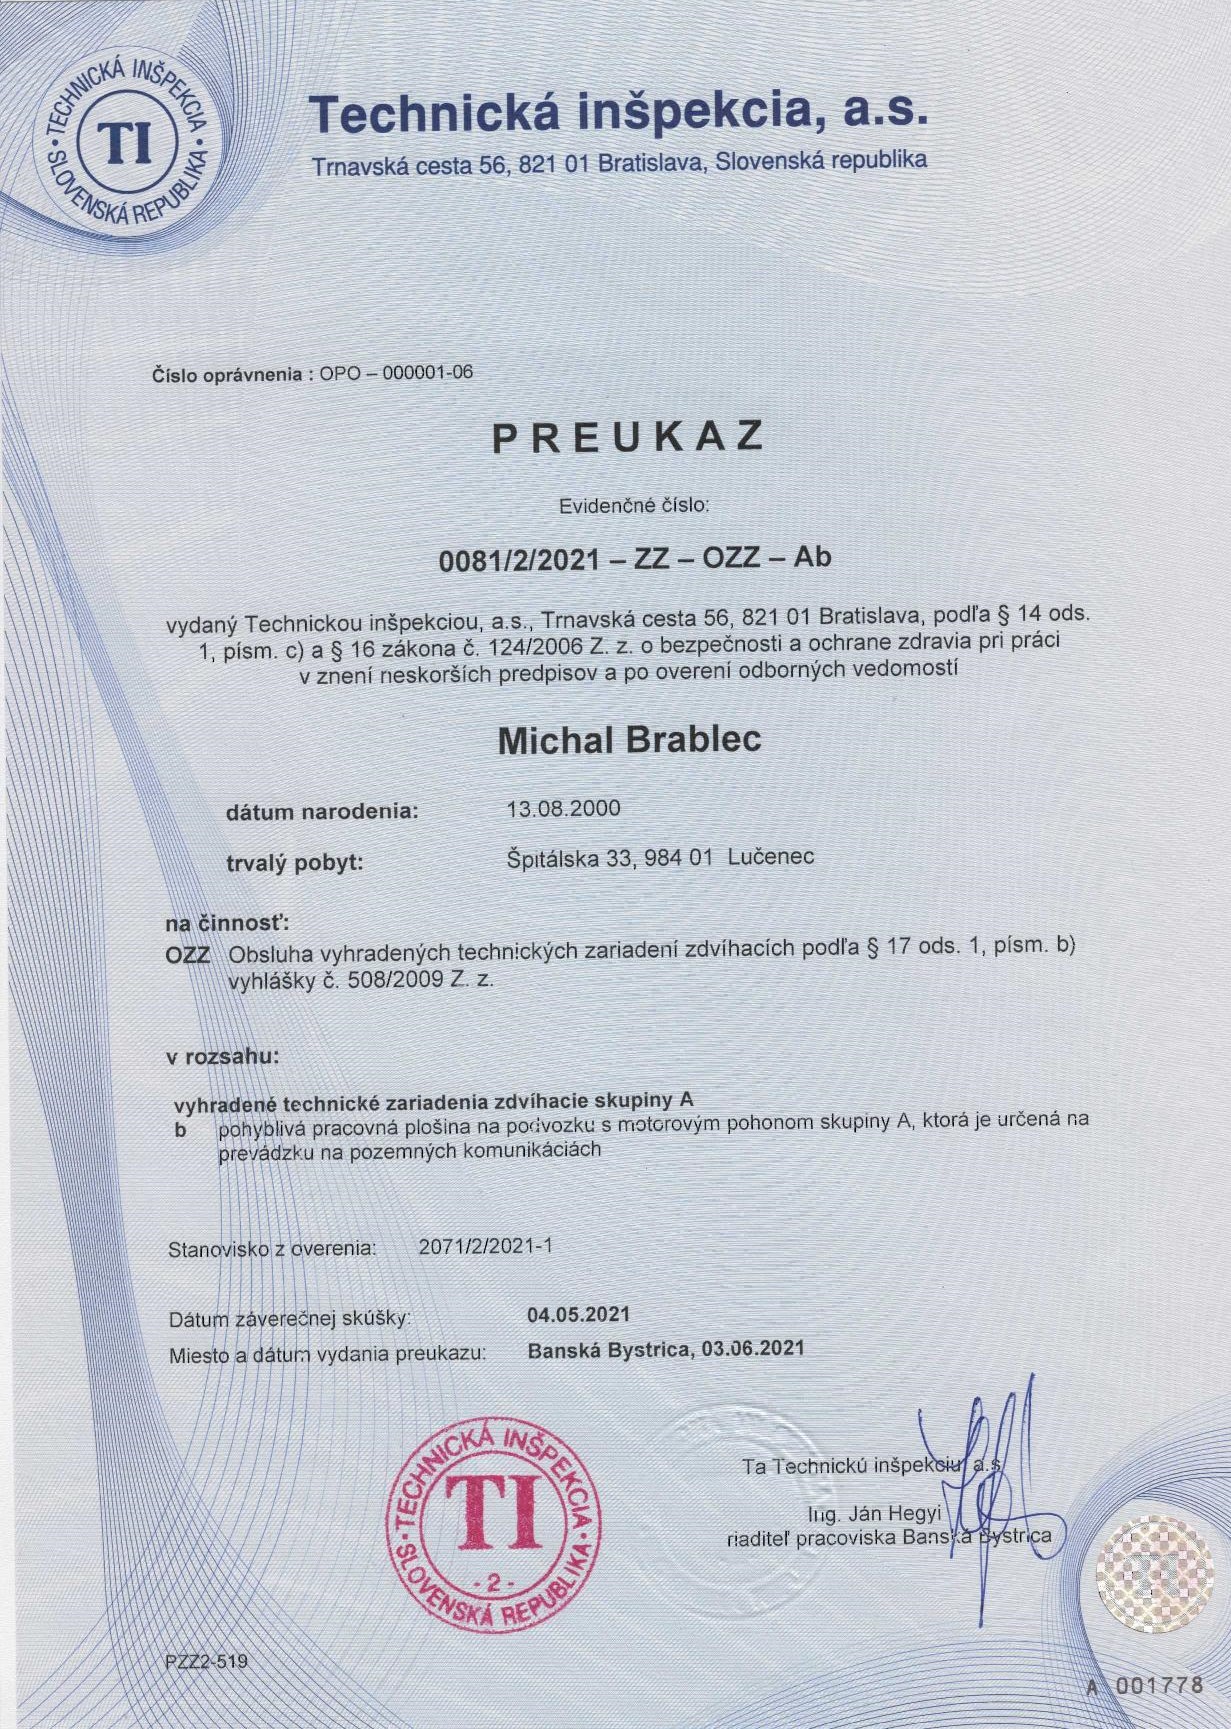 TECHNICKÁ INŠPEKCIA
TI
SLOVENSKÁ REPUBLIKA
Technická inšpekcia, a.s.
Trnavská cesta 56, 821 01 Bratislava, Slovenská republika
Číslo oprávnenia : OPO – 000001-06
PREUKAZ
Evidenčné číslo:
0081/2/2021 – ZZ – OZZ – Ab
vydaný Technickou inšpekciou, a.s., Trnavská cesta 56, 821 01 Bratislava, podľa § 14 ods.
1, písm. c) a § 16 zákona č. 124/2006 Z. z. o bezpečnosti a ochrane zdravia pri práci
v znení neskorších predpisov a po overení odborných vedomostí
Michal Brablec
dátum narodenia: 13.08.2000
trvalý pobyt: Špitálska 33, 984 01 Lučenec
na činnosť:
OZZ Obsluha vyhradených technických zariadení zdvíhacích podľa § 17 ods. 1, písm. b)
vyhlášky č. 508/2009 Z. z.
v rozsahu:
vyhradené technické zariadenia zdvíhacie skupiny A
b pohyblivá pracovná plošina na podvozku s motorovým pohonom skupiny A, ktorá je určená na
prevádzku na pozemných komunikáciách
Stanovisko z overenia: 2071/2/2021-1
Dátum záverečnej skúšky: 04.05.2021
Miesto a dátum vydania preukazu: Banská Bystrica, 03.06.2021
TECHNICKÁ INŠPEKCIA
TI
- 2 -
SLOVENSKÁ REPUBLIKA
Technickú inšpekciu a.s.
Ing. Ján Hegyi
riaditeľ pracoviska Banská Bystrica
PZZ2-519
A 001778